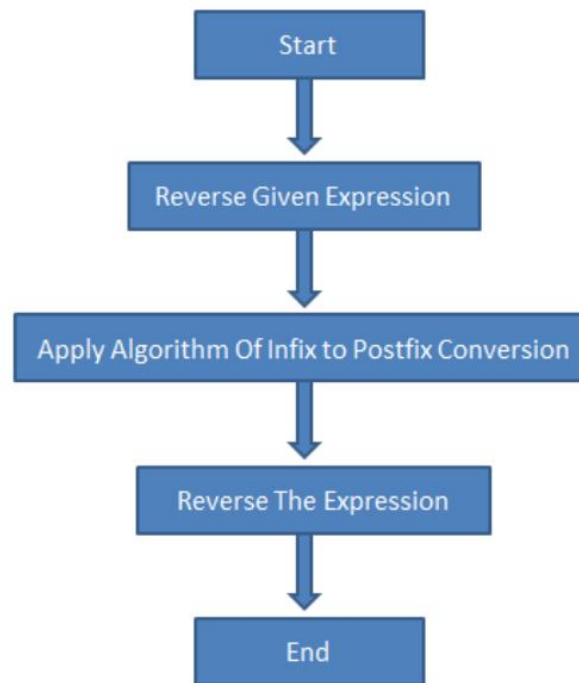 Start
Reverse Given Expression
Apply Algorithm Of Infix to Postfix Conversion
Reverse The Expression
End